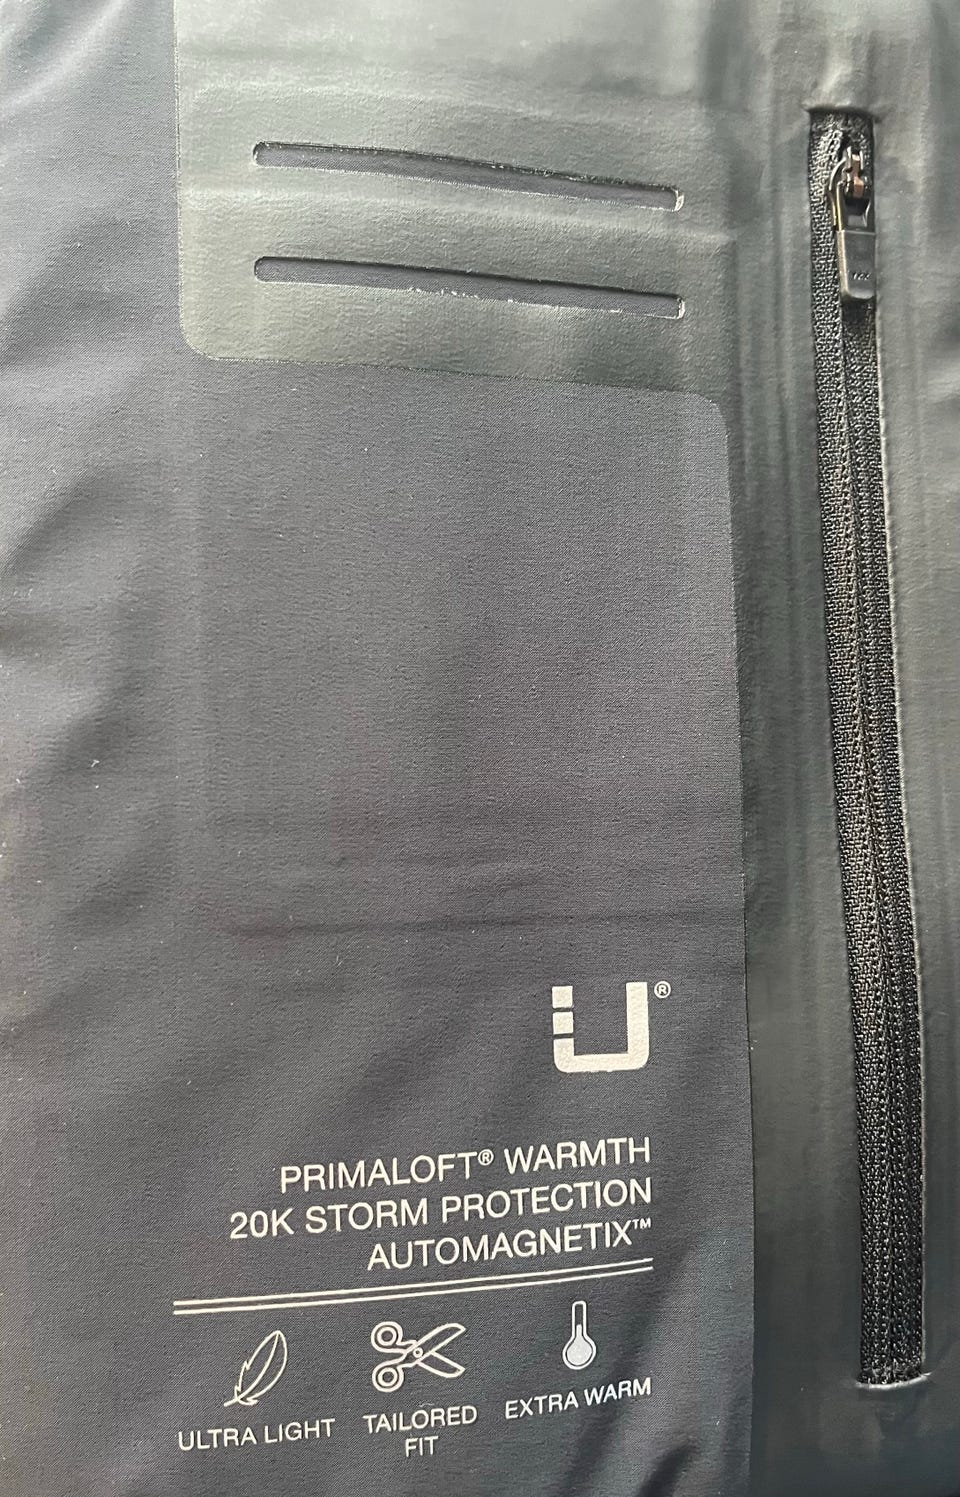 U®
PRIMALOFT® WARMTH
20K STORM PROTECTION
AUTOMAGNETIX™
ULTRA LIGHT
TAILORED
FIT
EXTRA WARM